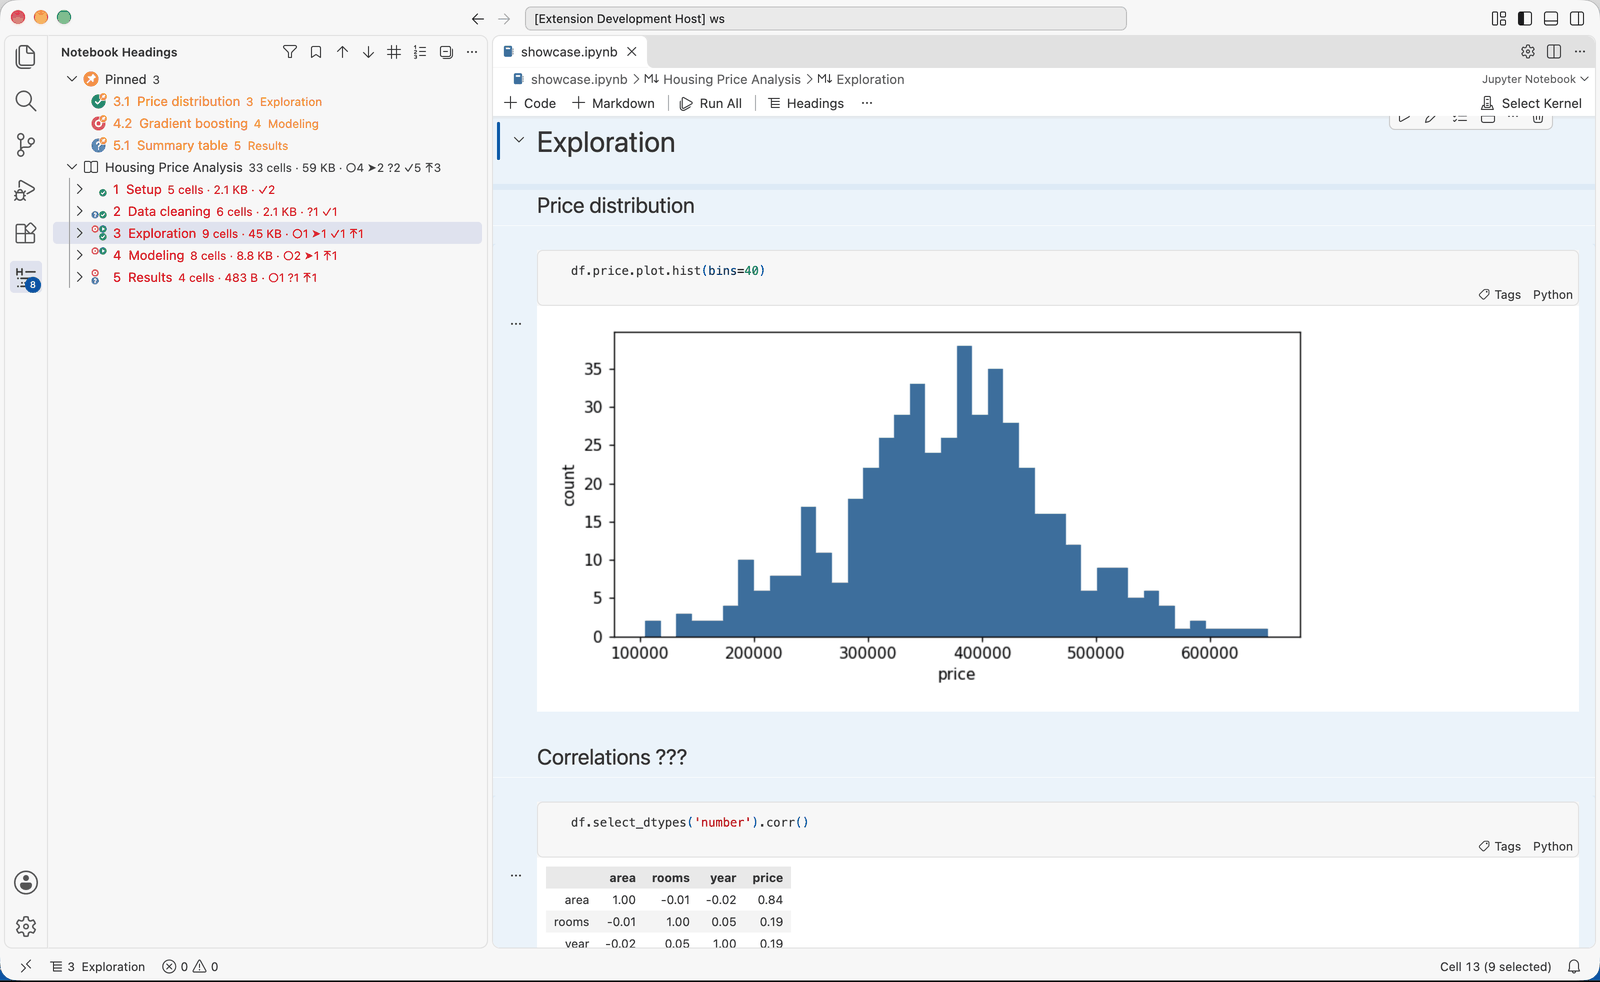 [Extension Development Host] ws
Notebook Headings
Pinned 3
3.1 Price distribution 3 Exploration
4.2 Gradient boosting 4 Modeling
5.1 Summary table 5 Results
Housing Price Analysis 33 cells · 59 KB · ○4 ➤2 ?2 ✓5 ⤒3
1 Setup 5 cells · 2.1 KB · ✓2
2 Data cleaning 6 cells · 2.1 KB · ?1 ✓1
3 Exploration 9 cells · 45 KB · ○1 ➤1 ✓1 ⤒1
4 Modeling 8 cells · 8.8 KB · ○2 ➤1 ⤒1
5 Results 4 cells · 483 B · ○1 ?1 ⤒1
8
showcase.ipynb
showcase.ipynb > M↓ Housing Price Analysis > M↓ Exploration
Jupyter Notebook
+ Code + Markdown Run All Headings ···
Select Kernel
Exploration
Price distribution
df.price.plot.hist(bins=40)
Tags Python
35
30
25
20
15
10
5
0
count
100000 200000 300000 400000 500000 600000
price
Correlations ???
df.select_dtypes('number').corr()
Tags Python
area rooms year price
area 1.00 -0.01 -0.02 0.84
rooms -0.01 1.00 0.05 0.19
year -0.02 0.05 1.00 0.19
3 Exploration 0 0
Cell 13 (9 selected)